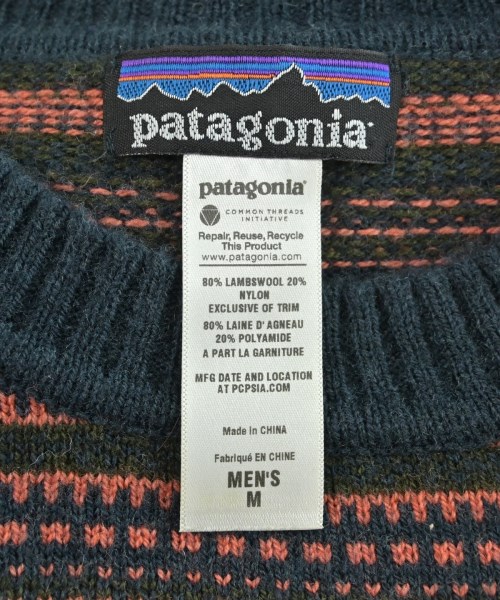 patagonia
patagonia
COMMON THREADS
INITIATIVE
Repair, Reuse, Recycle
This Product
www.patagonia.com
80% LAMBSWOOL 20%
NYLON
EXCLUSIVE OF TRIM
80% LAINE D' AGNEAU
20% POLYAMIDE
A PART LA GARNITURE
MFG DATE AND LOCATION
AT PCPSIA.COM
Made in CHINA
Fabriqué EN CHINE
MEN'S
M